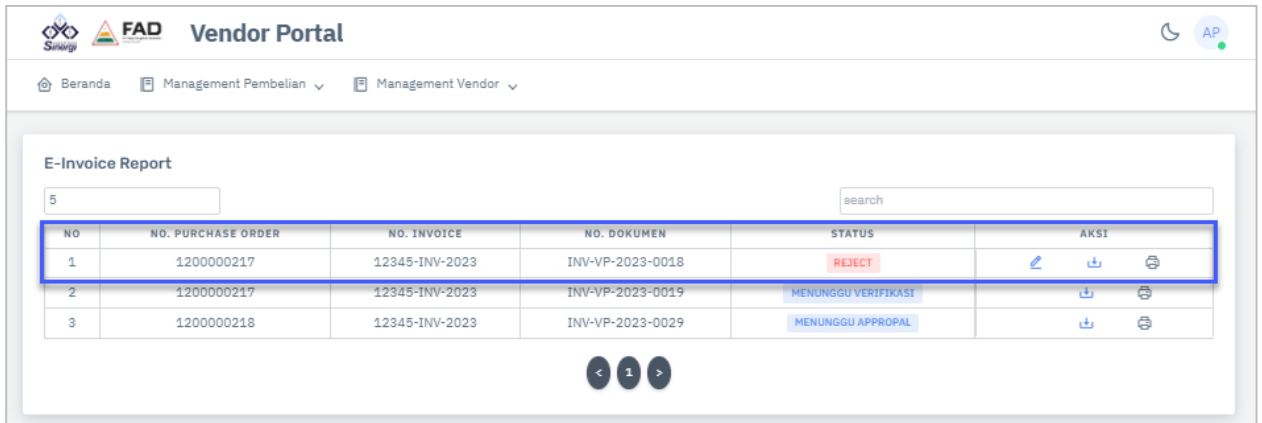 Sinergi FAD Vendor Portal AP
Beranda Management Pembelian Management Vendor
E-Invoice Report
5 search
NO NO. PURCHASE ORDER NO. INVOICE NO. DOKUMEN STATUS AKSI
1 1200000217 12345-INV-2023 INV-VP-2023-0018 REJECT
2 1200000217 12345-INV-2023 INV-VP-2023-0019 MENUNGGU VERIFIKASI
3 1200000218 12345-INV-2023 INV-VP-2023-0029 MENUNGGU APPROPAL
< 1 >